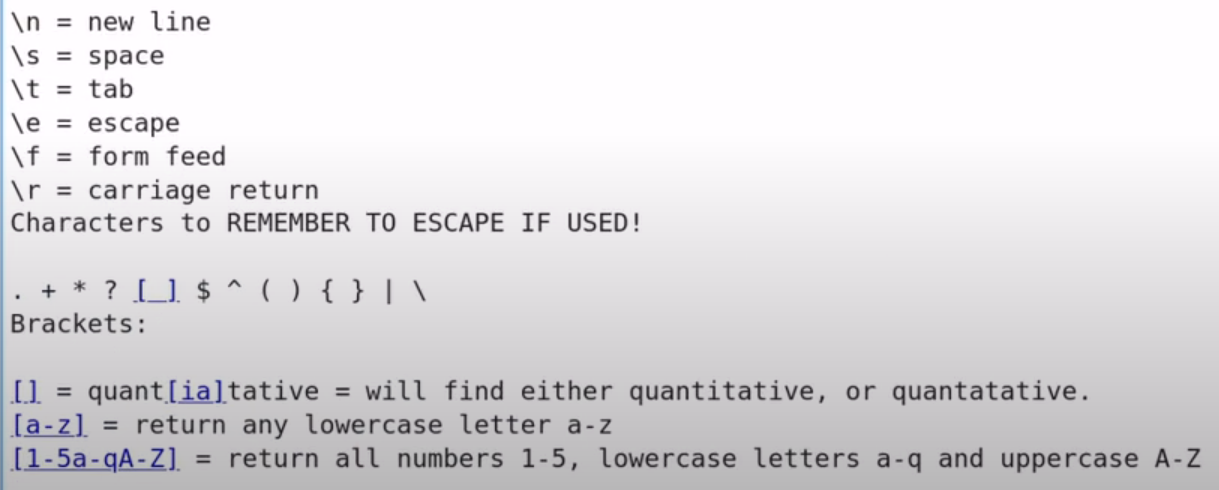 \n = new line
\s = space
\t = tab
\e = escape
\f = form feed
\r = carriage return
Characters to REMEMBER TO ESCAPE IF USED!
. + * ? [_] $ ^ ( ) { } | \
Brackets:
[] = quant[ia]tative = will find either quantitative, or quantatative.
[a-z] = return any lowercase letter a-z
[1-5a-qA-Z] = return all numbers 1-5, lowercase letters a-q and uppercase A-Z